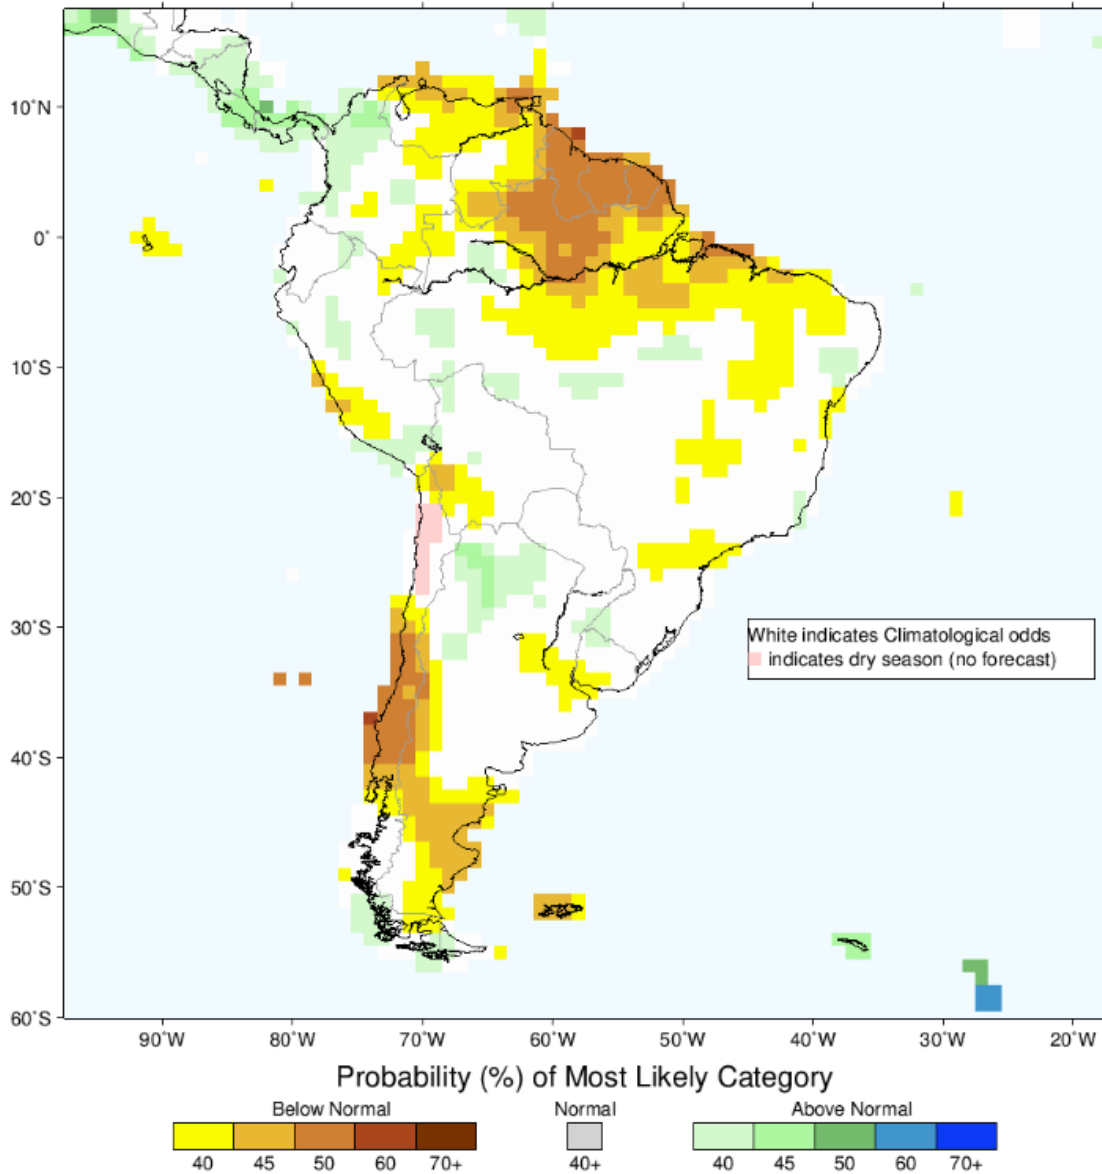 10˚N
0˚
10˚S
20˚S
30˚S
40˚S
50˚S
60˚S
White indicates Climatological odds
indicates dry season (no forecast)
90˚W 80˚W 70˚W 60˚W 50˚W 40˚W 30˚W 20˚W
Probability (%) of Most Likely Category
Below Normal Normal Above Normal
40 45 50 60 70+ 40+ 40 45 50 60 70+